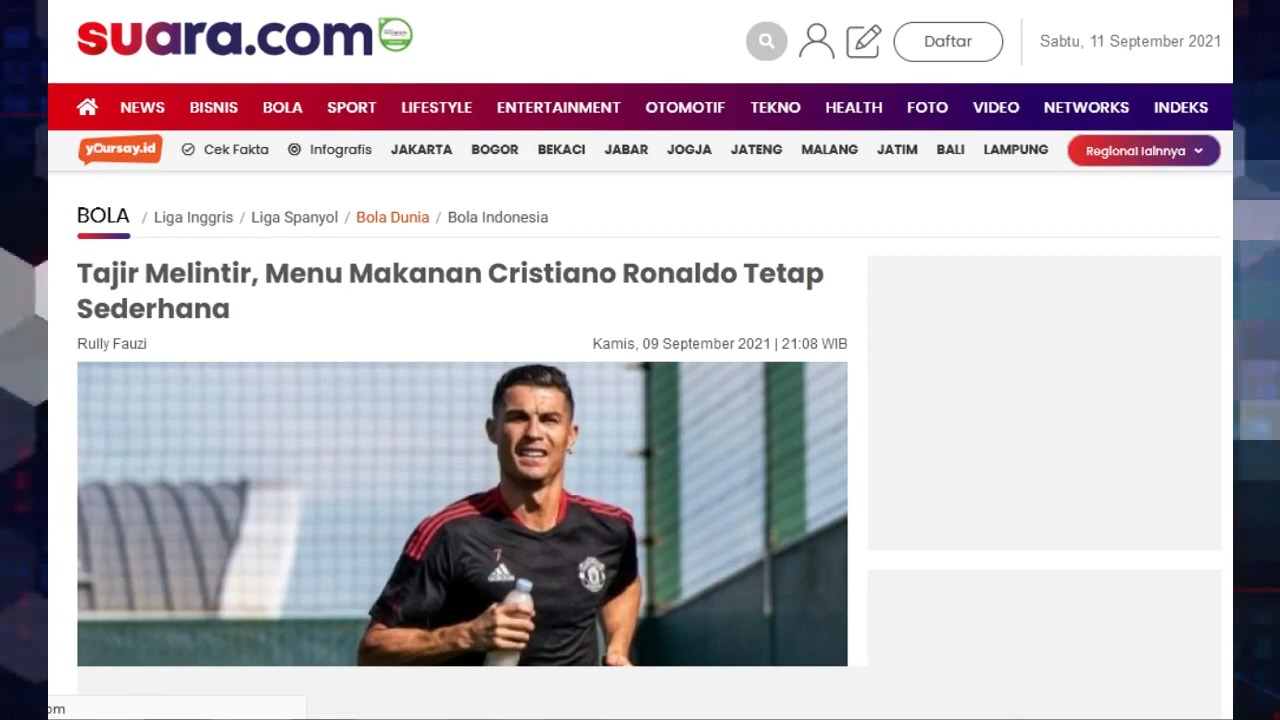 suara.com
Daftar
Sabtu, 11 September 2021
NEWS BISNIS BOLA SPORT LIFESTYLE ENTERTAINMENT OTOMOTIF TEKNO HEALTH FOTO VIDEO NETWORKS INDEKS
yoursay.id Cek Fakta Infografis JAKARTA BOGOR BEKACI JABAR JOGJA JATENG MALANG JATIM BALI LAMPUNG Regional lainnya
BOLA / Liga Inggris / Liga Spanyol / Bola Dunia / Bola Indonesia
Tajir Melintir, Menu Makanan Cristiano Ronaldo Tetap
Sederhana
Rully Fauzi
Kamis, 09 September 2021 | 21:08 WIB
7
adidas
om